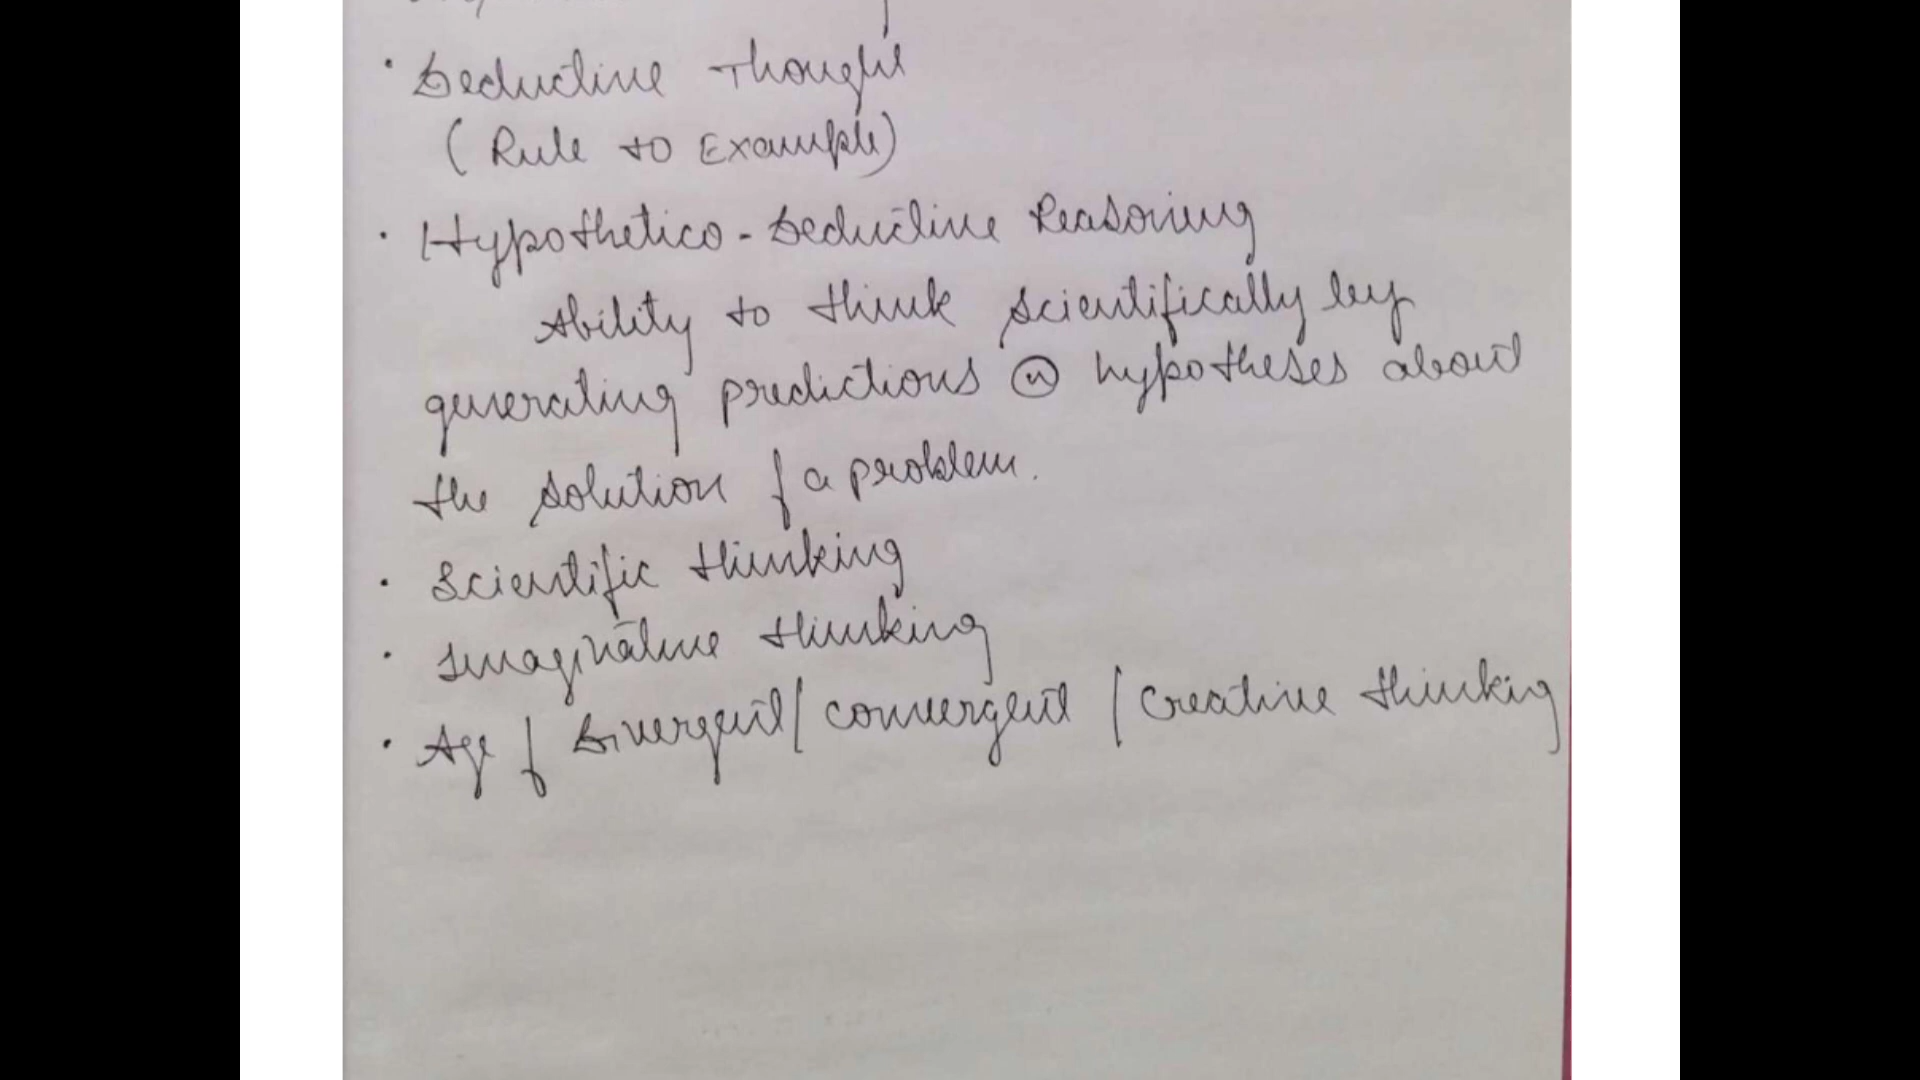 · Deductive Thought
(Rule to Example)
· Hypothetico - Deductive Reasoning
Ability to think scientifically by
generating predictions or hypotheses about
the solution of a problem.
· Scientific thinking
· Imaginative thinking
· Age of Divergent / convergent / Creative thinking